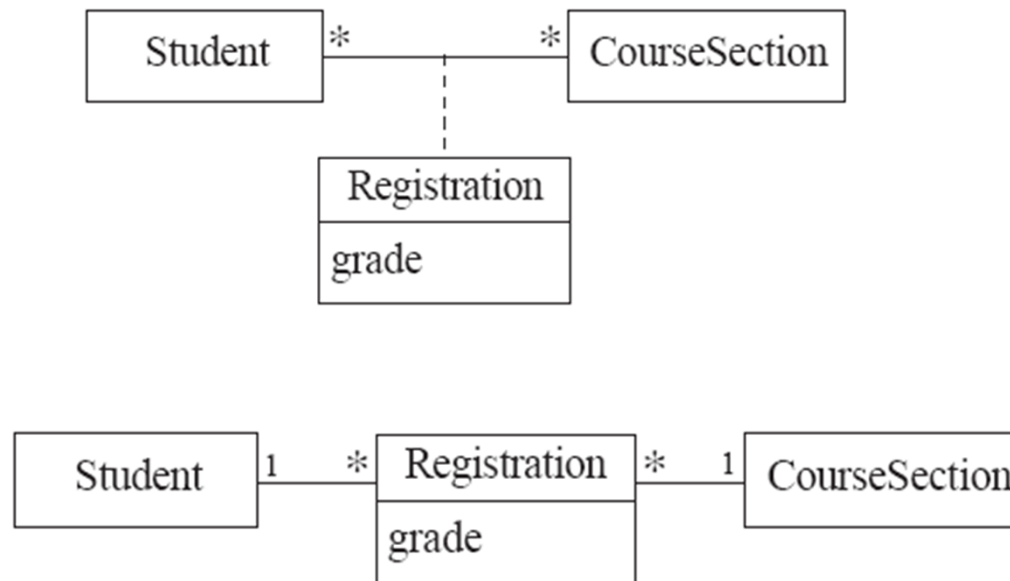 Student * * CourseSection
Registration
grade
Student 1 * Registration * 1 CourseSection
grade